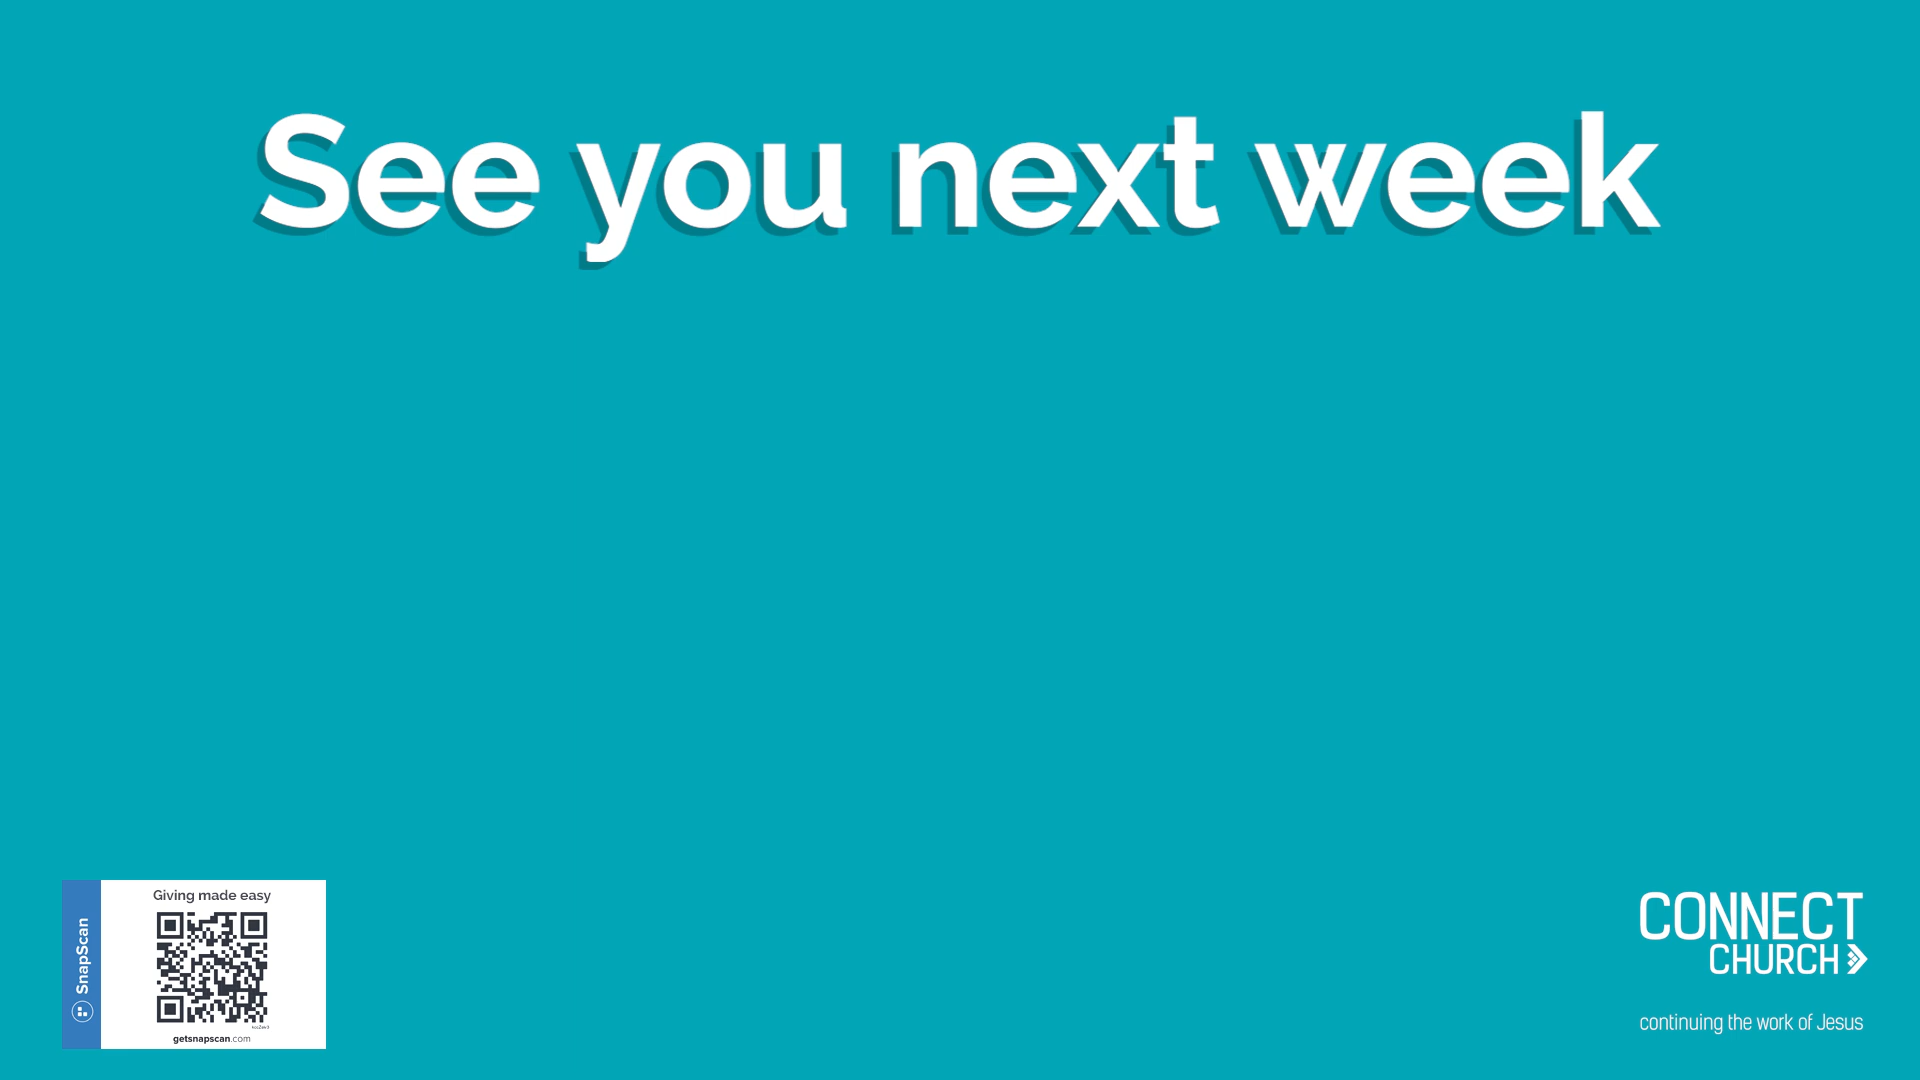 See you next week
Giving made easy
SnapScan
getsnapscan.com
CONNECT
CHURCH
continuing the work of Jesus